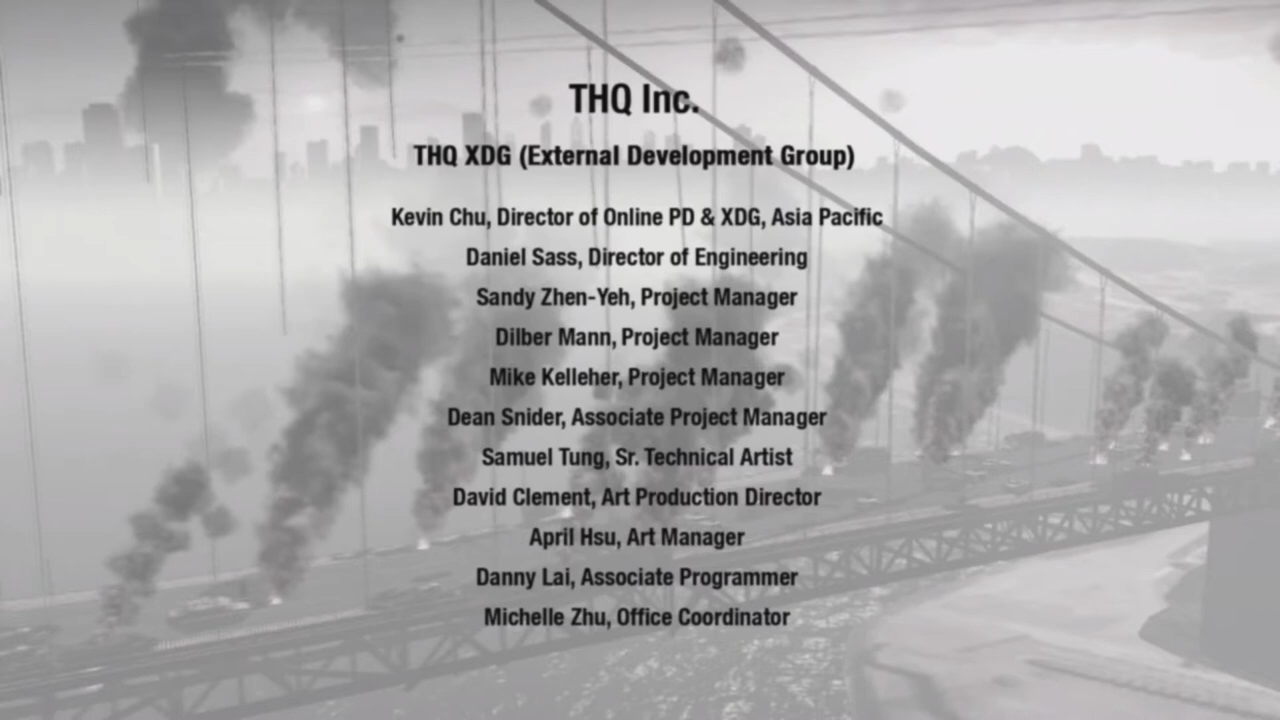 THQ Inc.
THQ XDG (External Development Group)
Kevin Chu, Director of Online PD & XDG, Asia Pacific
Daniel Sass, Director of Engineering
Sandy Zhen-Yeh, Project Manager
Dilber Mann, Project Manager
Mike Kelleher, Project Manager
Dean Snider, Associate Project Manager
Samuel Tung, Sr. Technical Artist
David Clement, Art Production Director
April Hsu, Art Manager
Danny Lai, Associate Programmer
Michelle Zhu, Office Coordinator